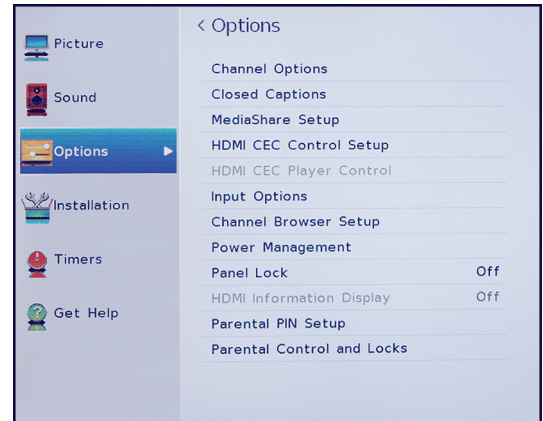 Picture
Sound
Options
Installation
Timers
Get Help
< Options
Channel Options
Closed Captions
MediaShare Setup
HDMI CEC Control Setup
HDMI CEC Player Control
Input Options
Channel Browser Setup
Power Management
Panel Lock Off
HDMI Information Display Off
Parental PIN Setup
Parental Control and Locks